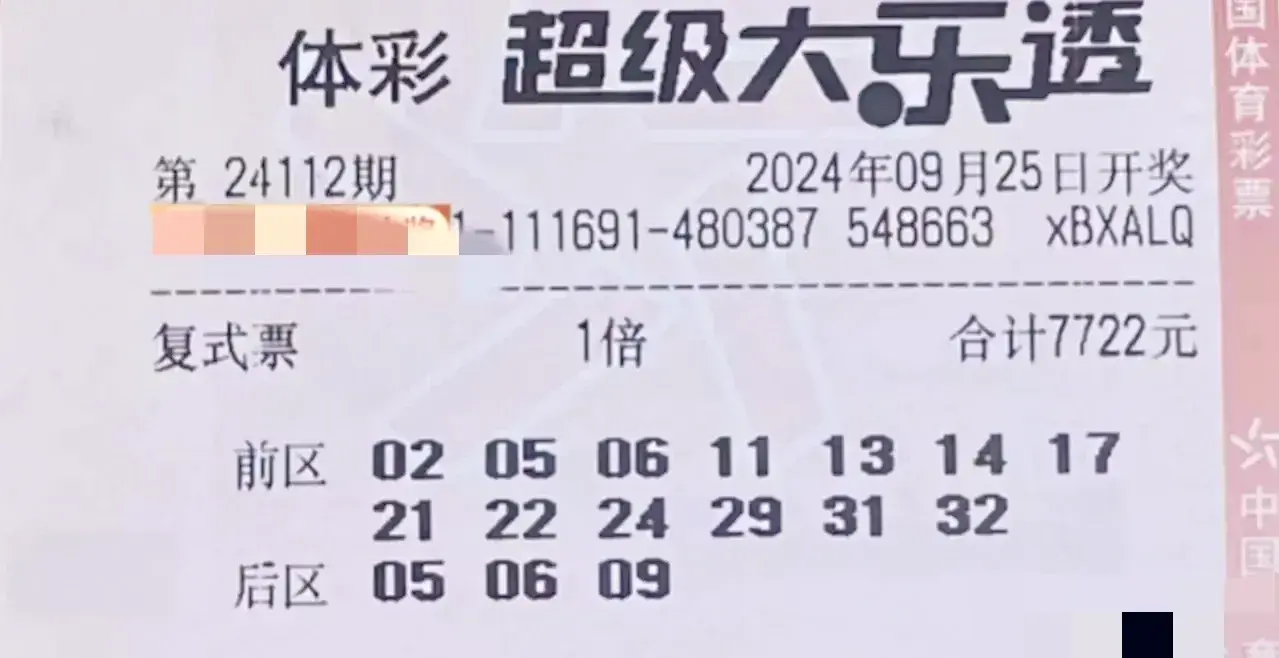 体彩 超级大乐透
第 24112期 2024年09月25日开奖
1-111691-480387 548663 xBXALQ
复式票 1倍 合计7722元
前区 02 05 06 11 13 14 17
21 22 24 29 31 32
后区 05 06 09
国体育彩票
中国